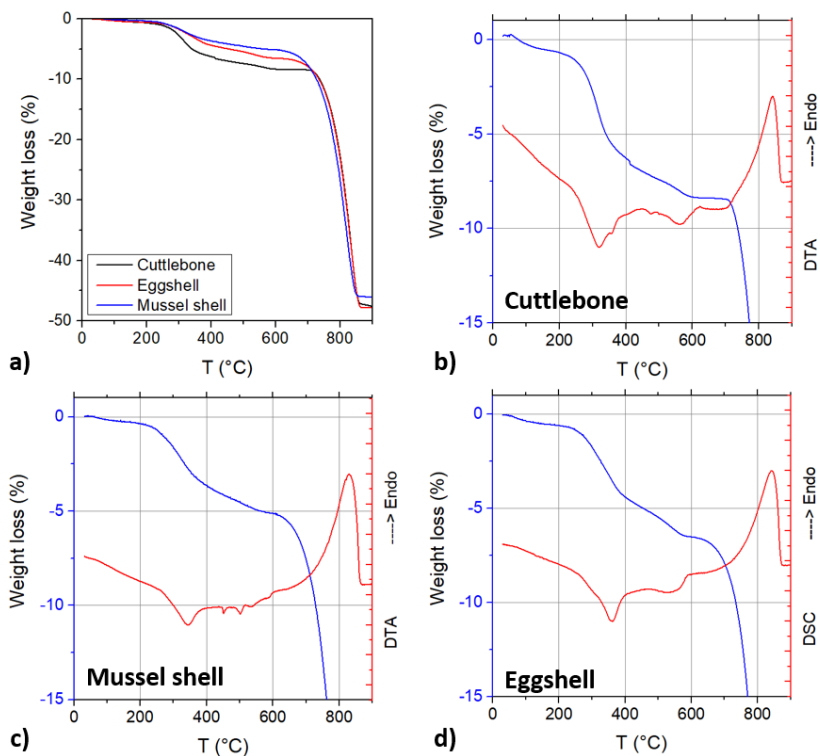 0
-10
-20
-30
-40
-50
Weight loss (%)
Cuttlebone
Eggshell
Mussel shell
0 200 400 600 800
T (°C)
a)
0
-5
-10
-15
Weight loss (%)
Cuttlebone
0 200 400 600 800
T (°C)
DTA ----> Endo
b)
0
-5
-10
-15
Weight loss (%)
Mussel shell
0 200 400 600 800
T (°C)
DTA ----> Endo
c)
0
-5
-10
-15
Weight loss (%)
Eggshell
0 200 400 600 800
T (°C)
DSC ----> Endo
d)